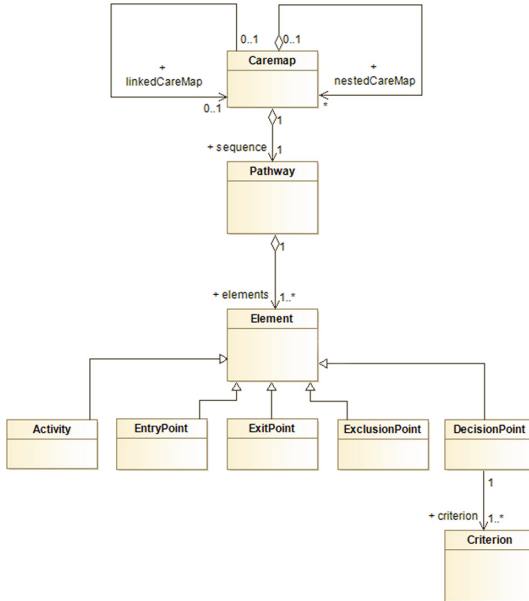 0..1
0..1
+
linkedCareMap
Caremap
+
nestedCareMap
0..1
*
1
+ sequence
1
Pathway
1
+ elements
1..*
Element
Activity
EntryPoint
ExitPoint
ExclusionPoint
DecisionPoint
1
+ criterion
1..*
Criterion